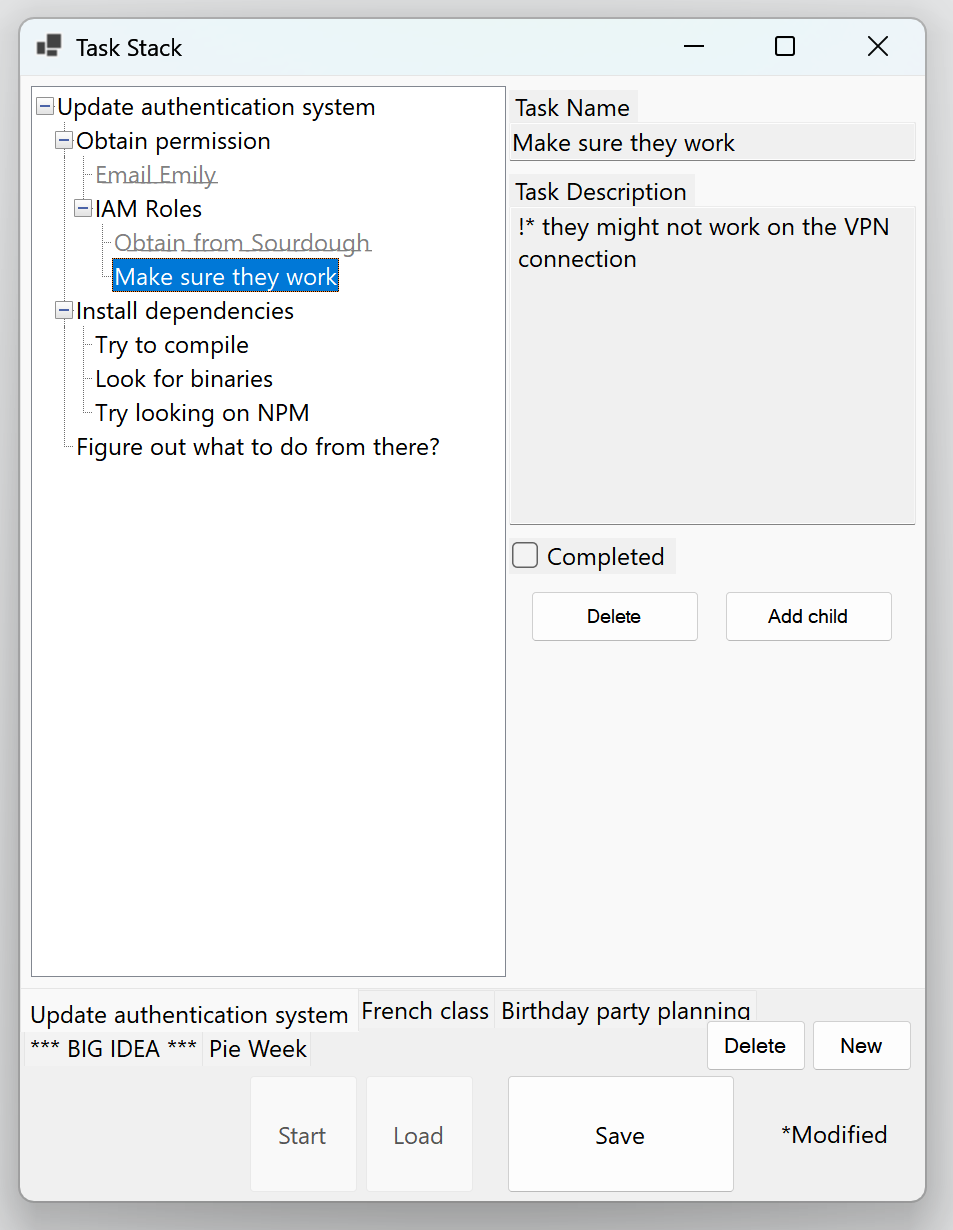 Task Stack
Update authentication system
Obtain permission
Email Emily
IAM Roles
Obtain from Sourdough
Make sure they work
Install dependencies
Try to compile
Look for binaries
Try looking on NPM
Figure out what to do from there?
Task Name
Make sure they work
Task Description
!* they might not work on the VPN
connection
Completed
Delete
Add child
Update authentication system
French class
Birthday party planning
*** BIG IDEA ***
Pie Week
Delete
New
Start
Load
Save
*Modified